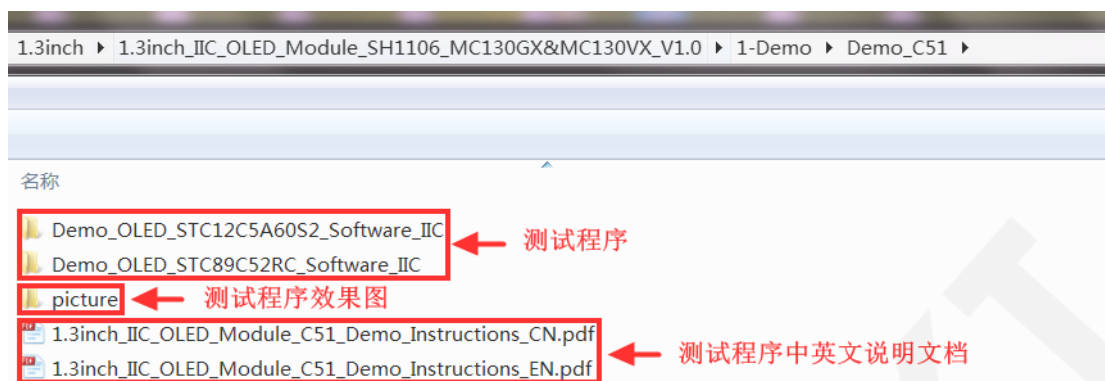 1.3inch ▸ 1.3inch_IIC_OLED_Module_SH1106_MC130GX&MC130VX_V1.0 ▸ 1-Demo ▸ Demo_C51 ▸
名称
Demo_OLED_STC12C5A60S2_Software_IIC
测试程序
Demo_OLED_STC89C52RC_Software_IIC
picture 测试程序效果图
1.3inch_IIC_OLED_Module_C51_Demo_Instructions_CN.pdf
测试程序中英文说明文档
1.3inch_IIC_OLED_Module_C51_Demo_Instructions_EN.pdf